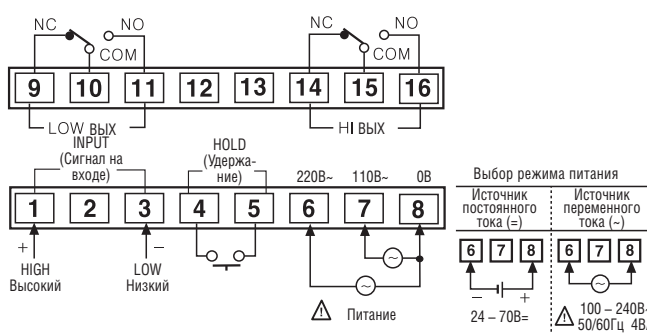 NC NO NC NO
COM COM
9 10 11 12 13 14 15 16
LOW ВЫХ HI ВЫХ
INPUT
(Сигнал на
входе)
HOLD
(Удержа-
ние)
220В~ 110В~ 0В
1 2 3 4 5 6 7 8
+ −
HIGH
Высокий
LOW
Низкий
Питание
Выбор режима питания
Источник
постоянного
тока (=)
Источник
переменного
тока (~)
6 7 8 6 7 8
− +
24 – 70В=
100 – 240В~
50/60Гц 4В